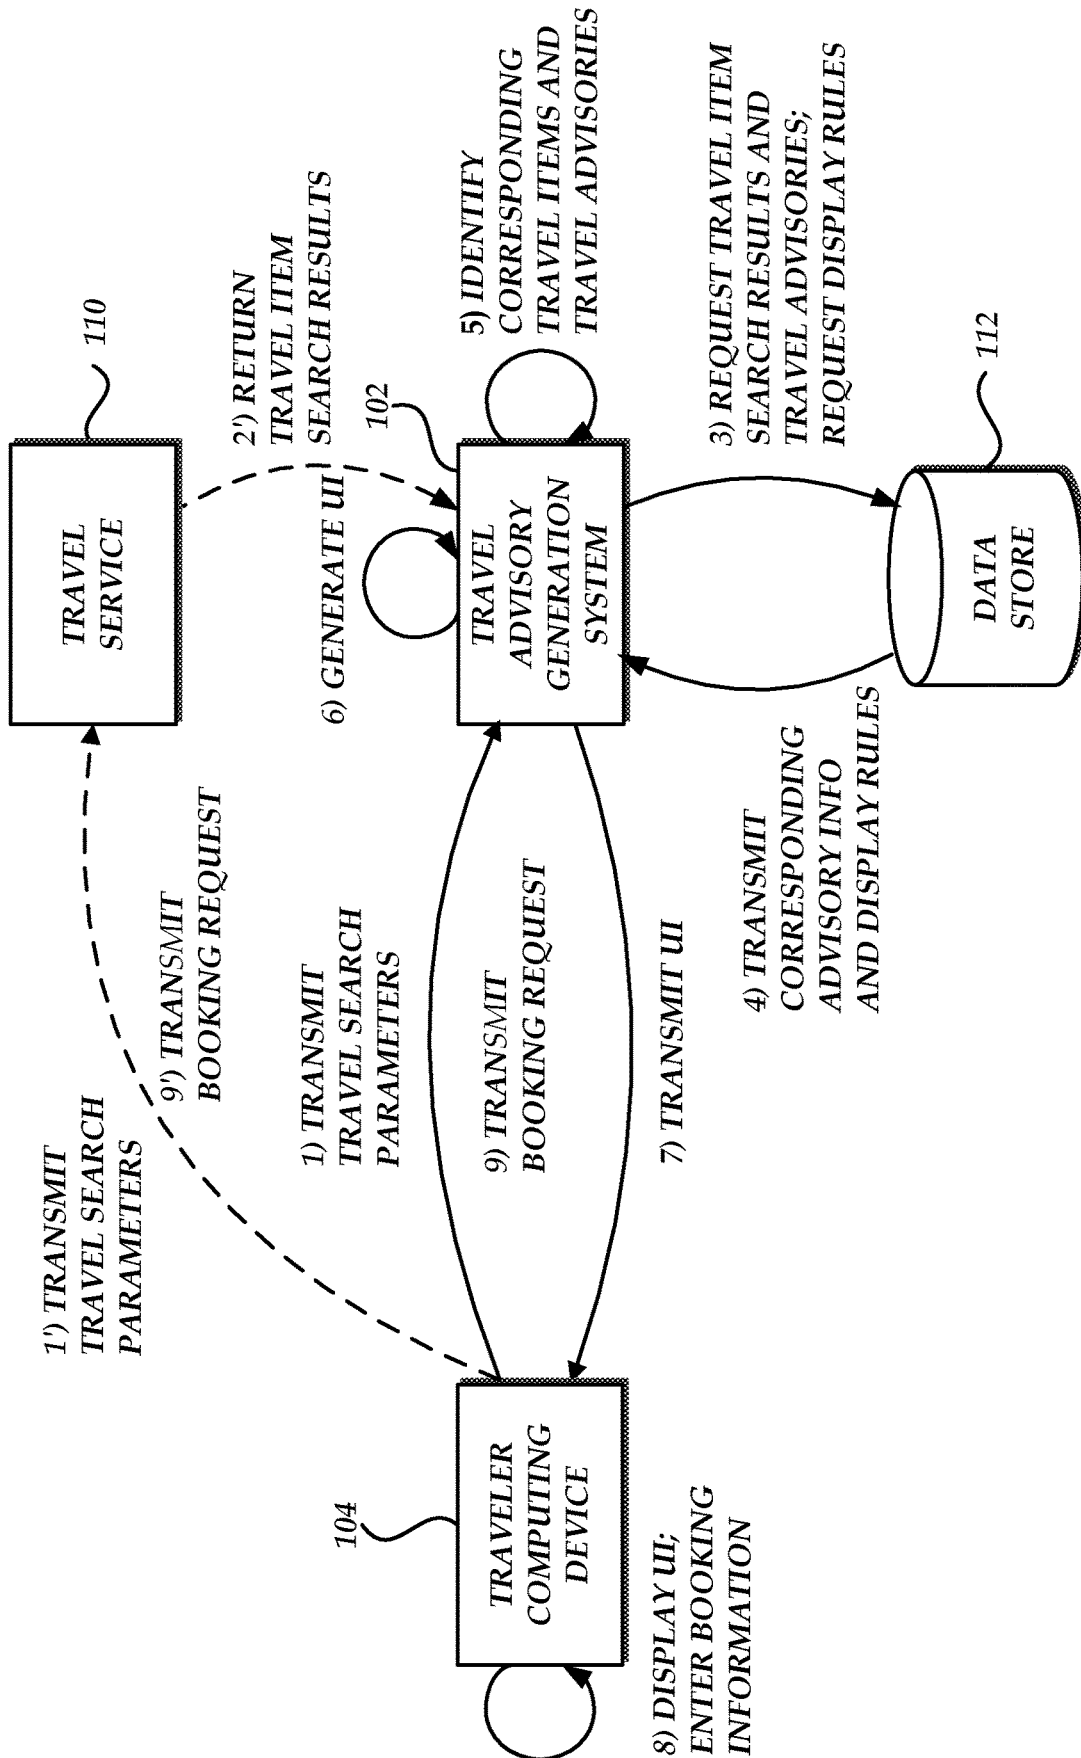 110
TRAVEL
SERVICE
2') RETURN
TRAVEL ITEM
SEARCH RESULTS
1') TRANSMIT
TRAVEL SEARCH
PARAMETERS
9') TRANSMIT
BOOKING REQUEST
6) GENERATE UI
102
TRAVEL
ADVISORY
GENERATION
SYSTEM
5) IDENTIFY
CORRESPONDING
TRAVEL ITEMS AND
TRAVEL ADVISORIES
1) TRANSMIT
TRAVEL SEARCH
PARAMETERS
9) TRANSMIT
BOOKING REQUEST
7) TRANSMIT UI
104
TRAVELER
COMPUTING
DEVICE
8) DISPLAY UI;
ENTER BOOKING
INFORMATION
3) REQUEST TRAVEL ITEM
SEARCH RESULTS AND
TRAVEL ADVISORIES;
REQUEST DISPLAY RULES
4) TRANSMIT
CORRESPONDING
ADVISORY INFO
AND DISPLAY RULES
112
DATA
STORE